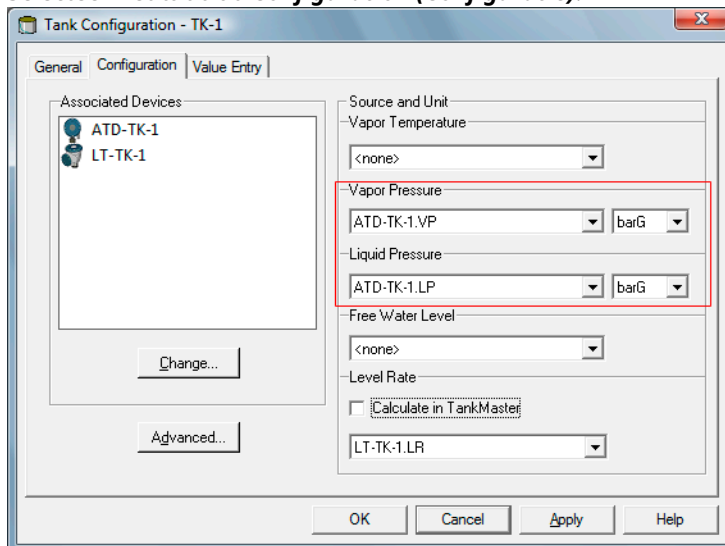 Tank Configuration - TK-1
General Configuration Value Entry
Associated Devices
ATD-TK-1
LT-TK-1
Change...
Advanced...
Source and Unit
Vapor Temperature
<none>
Vapor Pressure
ATD-TK-1.VP barG
Liquid Pressure
ATD-TK-1.LP barG
Free Water Level
<none>
Level Rate
Calculate in TankMaster
LT-TK-1.LR
OK Cancel Apply Help